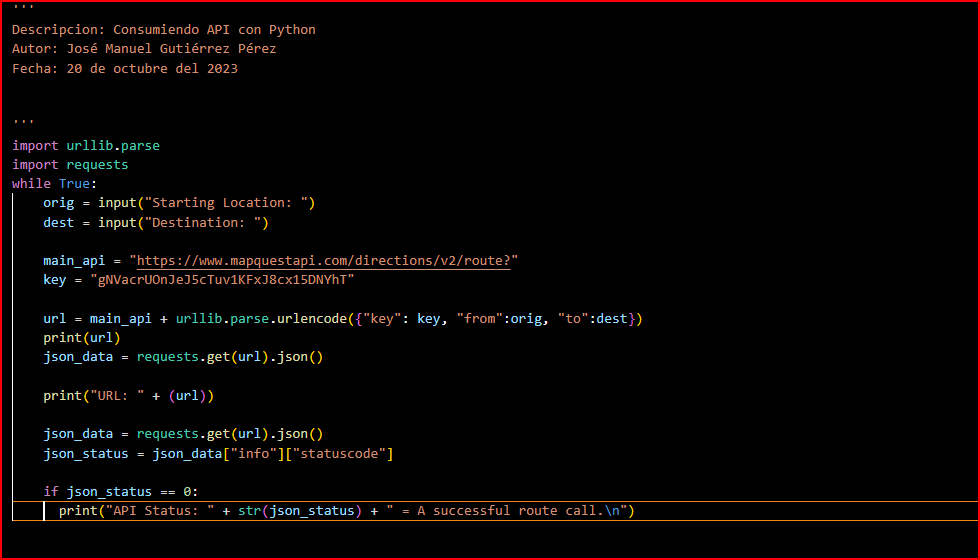 '''
Descripcion: Consumiendo API con Python
Autor: José Manuel Gutiérrez Pérez
Fecha: 20 de octubre del 2023
'''
import urllib.parse
import requests
while True:
    orig = input("Starting Location: ")
    dest = input("Destination: ")
    main_api = "https://www.mapquestapi.com/directions/v2/route?"
    key = "gNVacrUOnJeJ5cTuv1KFxJ8cx15DNYhT"
    url = main_api + urllib.parse.urlencode({"key": key, "from":orig, "to":dest})
    print(url)
    json_data = requests.get(url).json()
    print("URL: " + (url))
    json_data = requests.get(url).json()
    json_status = json_data["info"]["statuscode"]
    if json_status == 0:
      print("API Status: " + str(json_status) + " = A successful route call.\n")